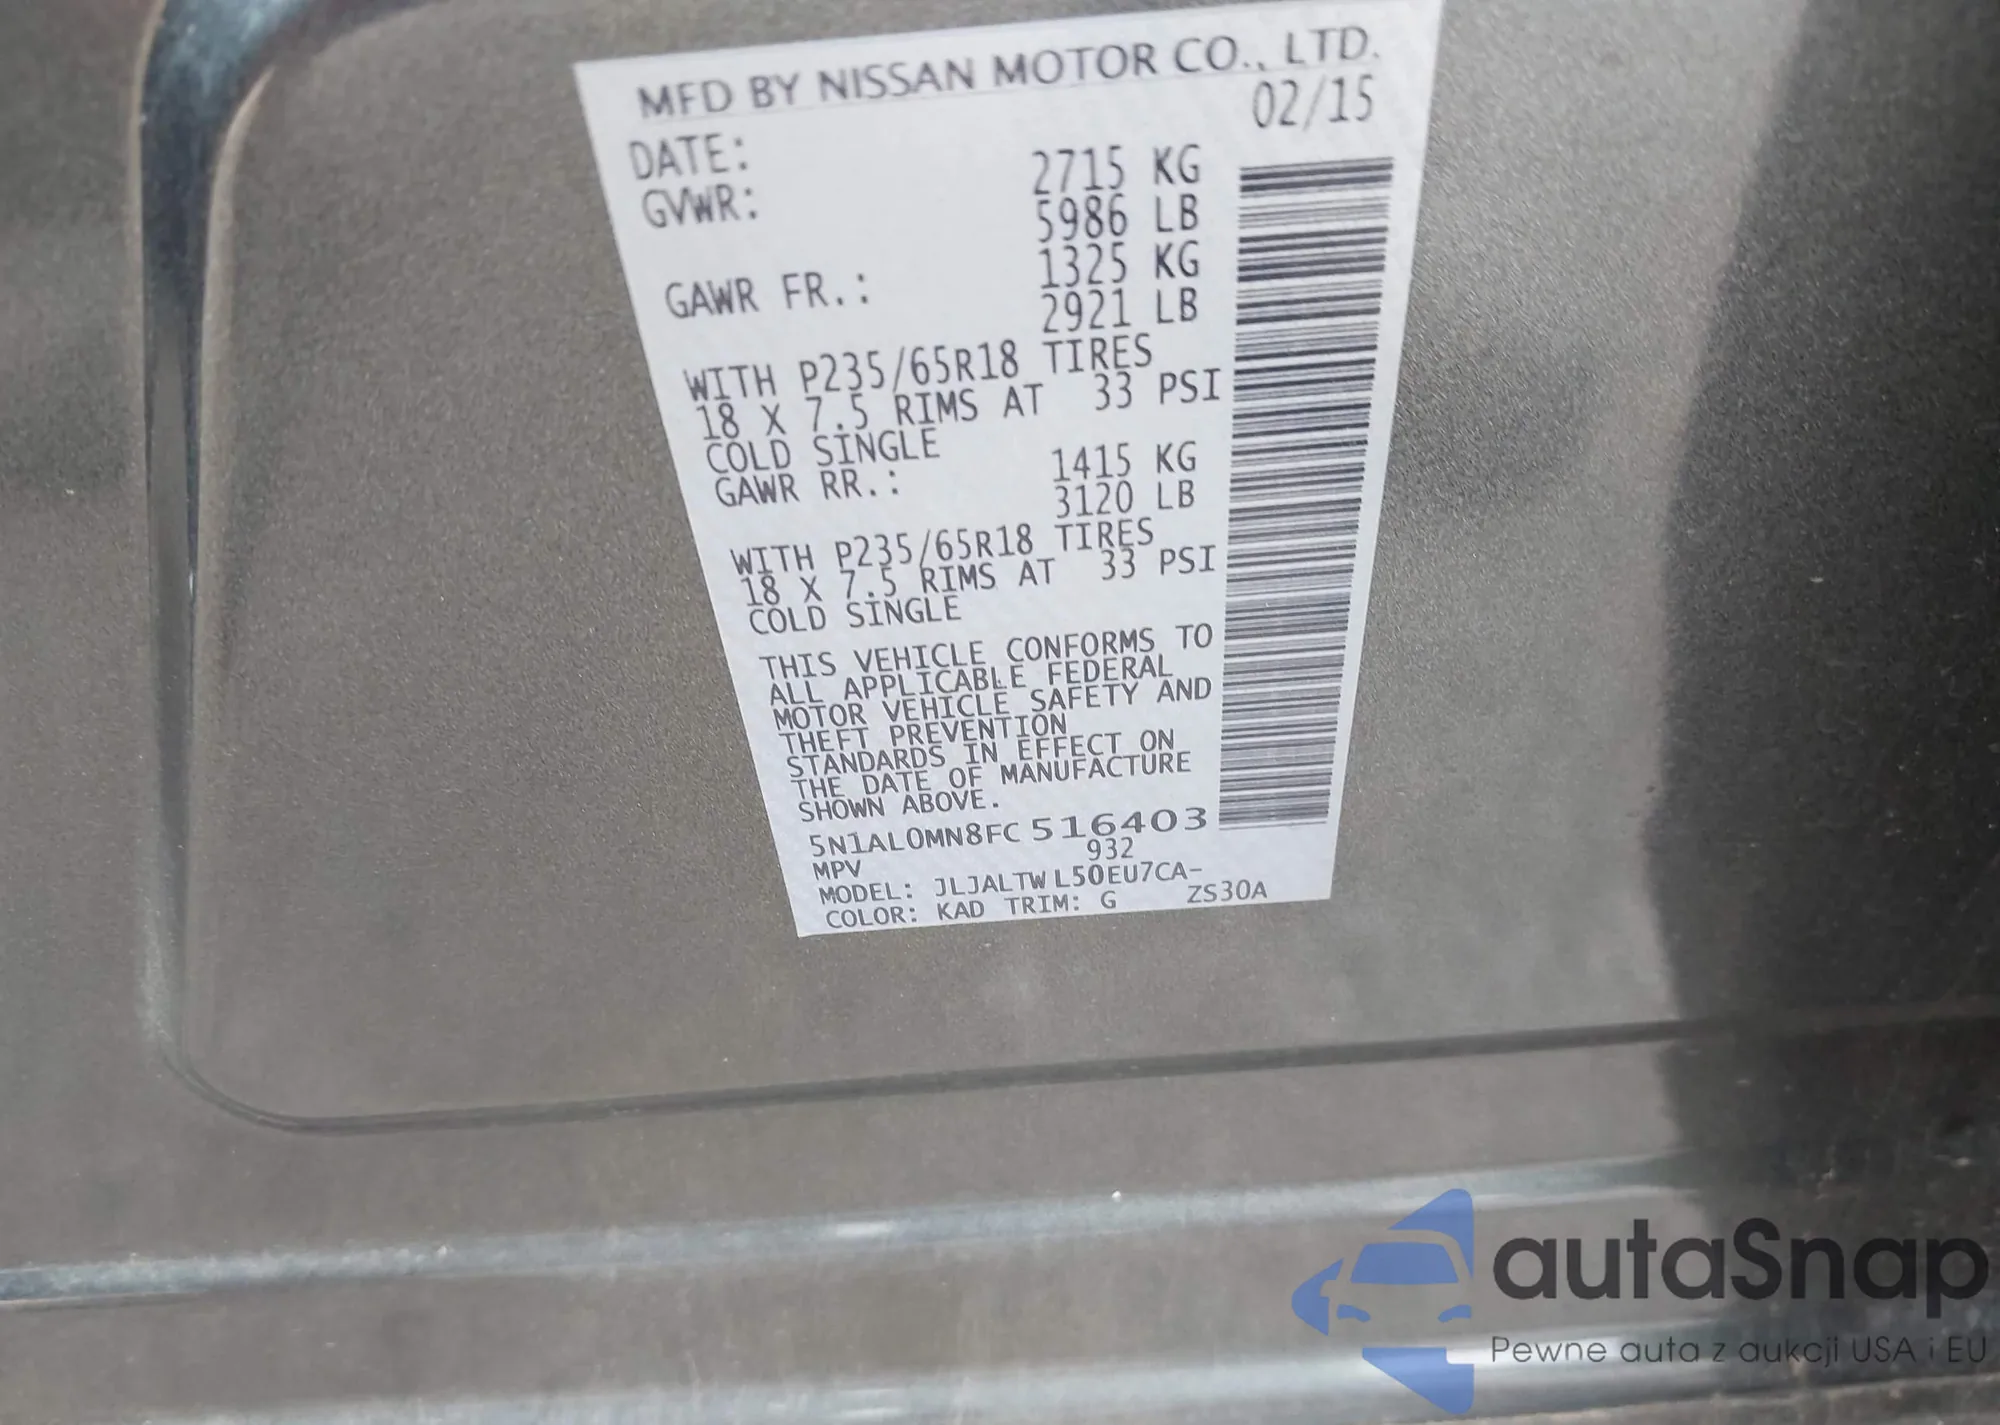 MFD BY NISSAN MOTOR CO., LTD.
DATE: 02/15
GVWR: 2715 KG
5986 LB
GAWR FR.: 1325 KG
2921 LB
WITH P235/65R18 TIRES
18 X 7.5 RIMS AT 33 PSI
COLD SINGLE
GAWR RR.: 1415 KG
3120 LB
WITH P235/65R18 TIRES
18 X 7.5 RIMS AT 33 PSI
COLD SINGLE
THIS VEHICLE CONFORMS TO
ALL APPLICABLE FEDERAL
MOTOR VEHICLE SAFETY AND
THEFT PREVENTION
STANDARDS IN EFFECT ON
THE DATE OF MANUFACTURE
SHOWN ABOVE.
5N1AL0MN8FC 516403
MPV 932
MODEL: JLJALTW L50EU7CA-
COLOR: KAD TRIM: G ZS30A
autaSnap
Pewne auta z aukcji USA i EU